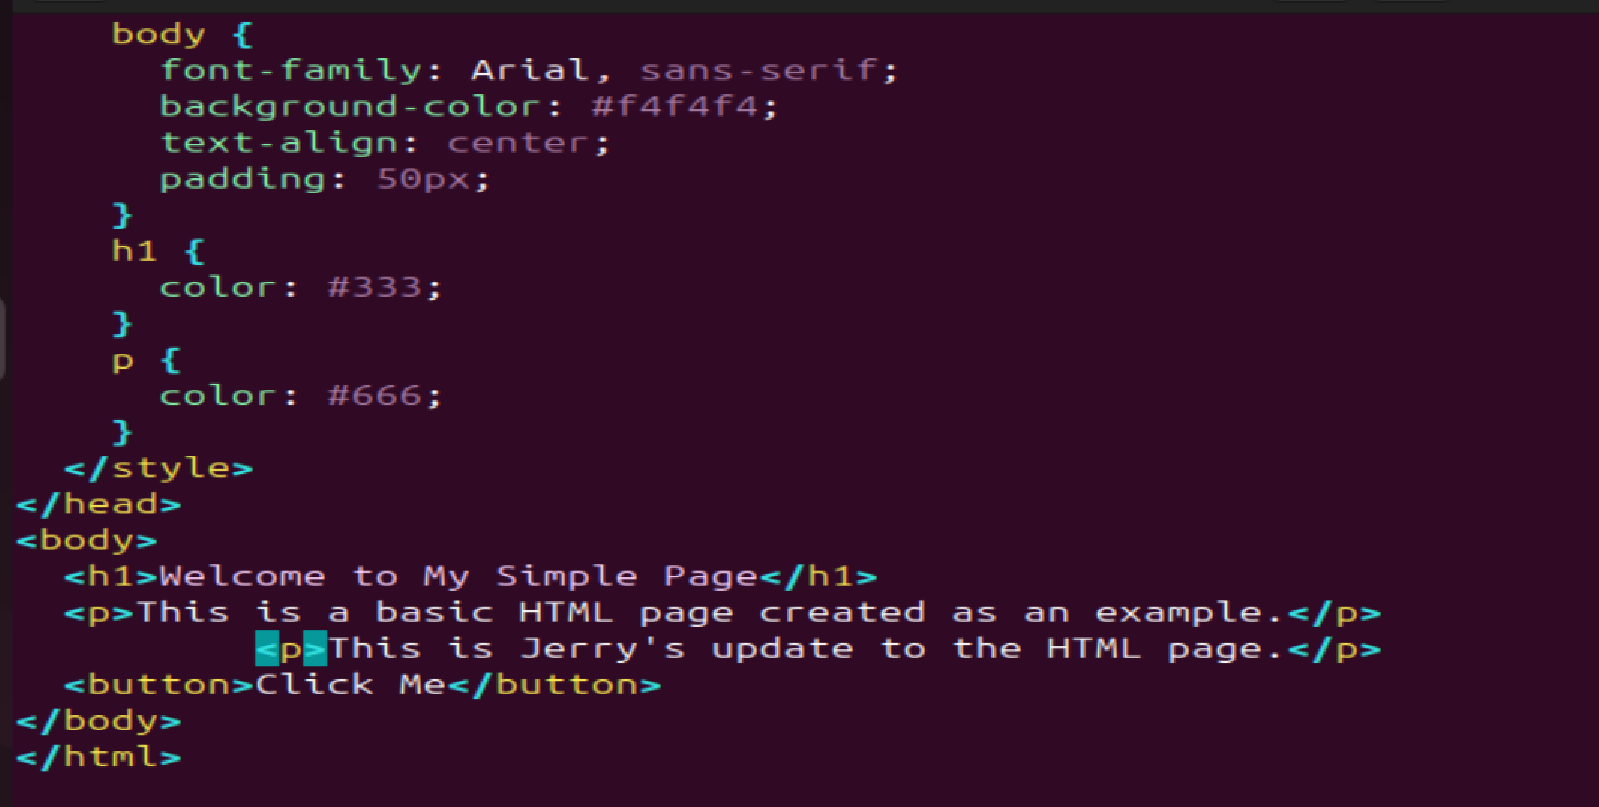 body {
font-family: Arial, sans-serif;
background-color: #f4f4f4;
text-align: center;
padding: 50px;
}
h1 {
color: #333;
}
p {
color: #666;
}
</style>
</head>
<body>
<h1>Welcome to My Simple Page</h1>
<p>This is a basic HTML page created as an example.</p>
<p>This is Jerry's update to the HTML page.</p>
<button>Click Me</button>
</body>
</html>